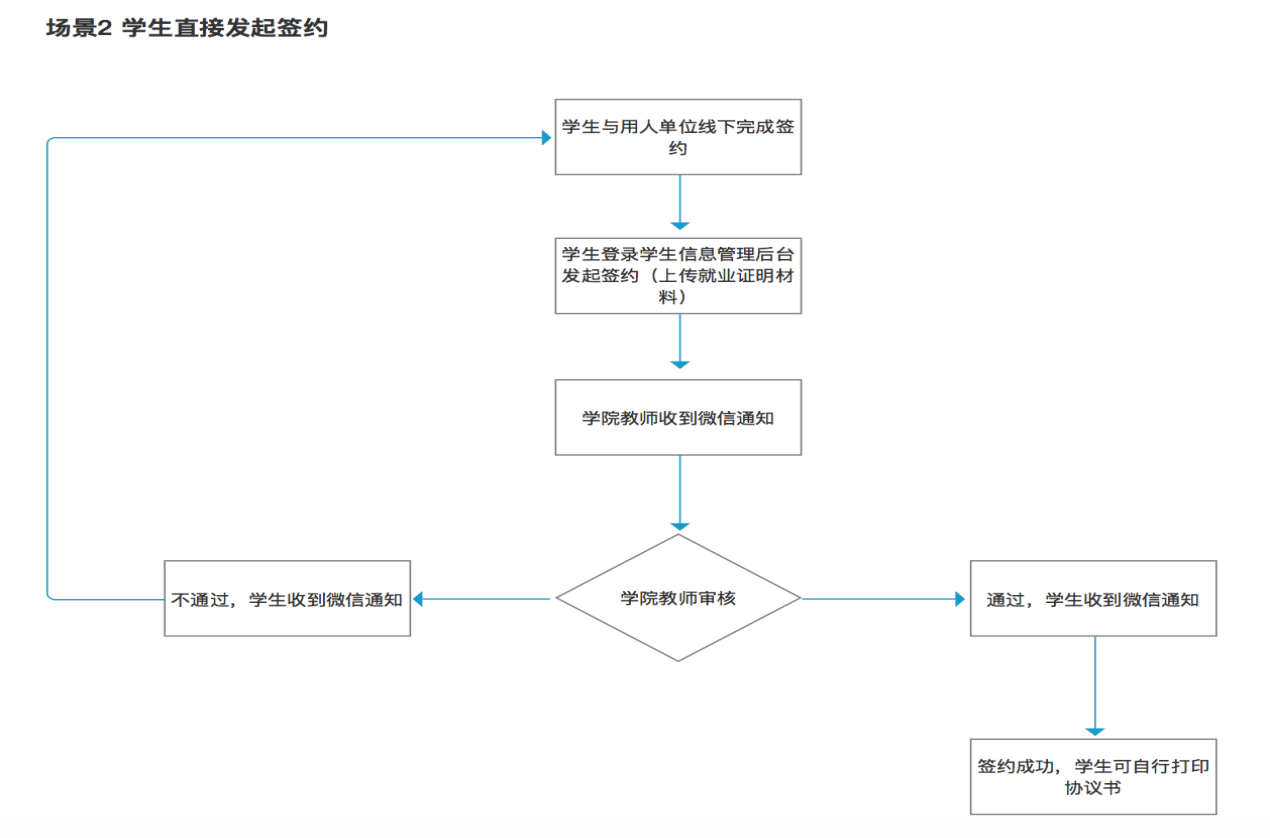 场景2 学生直接发起签约
学生与用人单位线下完成签
约
学生登录学生信息管理后台
发起签约（上传就业证明材
料）
学院教师收到微信通知
不通过，学生收到微信通知
学院教师审核
通过，学生收到微信通知
签约成功，学生可自行打印
协议书